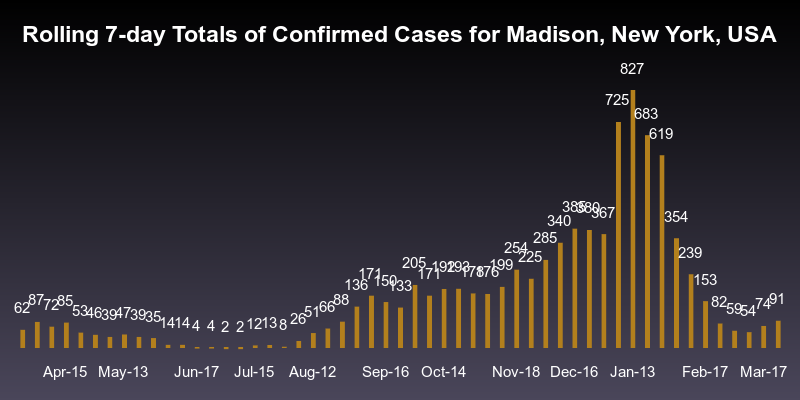 Rolling 7-day Totals of Confirmed Cases for Madison, New York, USA
62 87 72 85 53 46 39 47 39 35 14 14 4 4 2 2 12 13 8 26 51 66 88 136 171 150 133 205 171 192 193 178 176 199 254 225 285 340 380 367 725 827 683 619 354 239 153 82 59 54 74 91
Apr-15 May-13 Jun-17 Jul-15 Aug-12 Sep-16 Oct-14 Nov-18 Dec-16 Jan-13 Feb-17 Mar-17